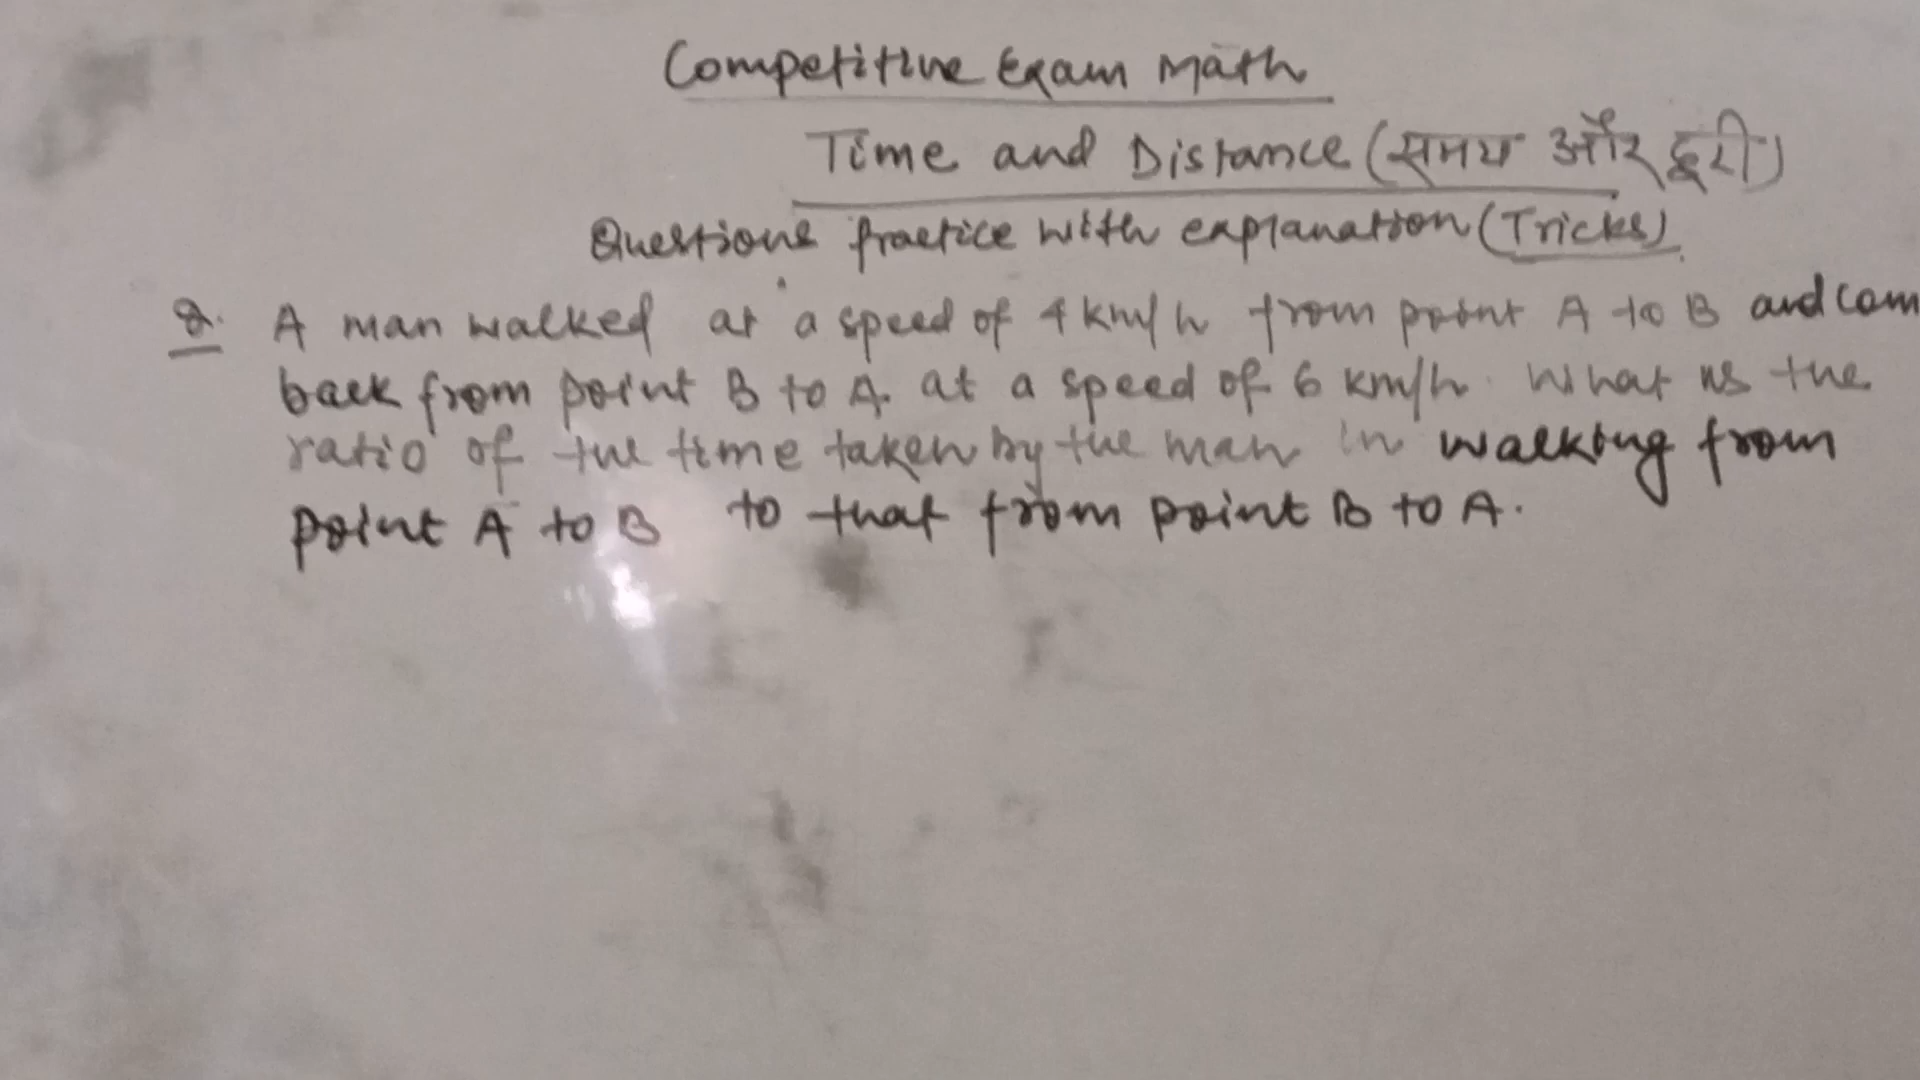 Competitive Exam Math
Time and Distance (समय और दूरी)
Questions practice with explanation (Tricks)
Q. A man walked at a speed of 4 km/h from point A to B and com
back from point B to A. at a speed of 6 km/h. What is the
ratio of the time taken by the man in walking from
point A to B to that from point B to A.